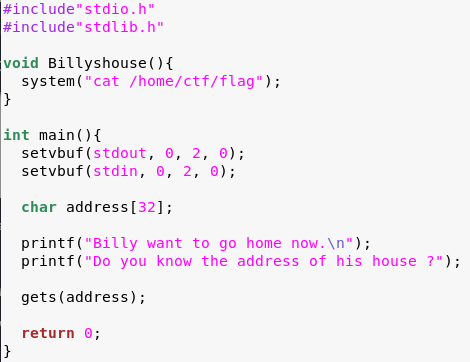 #include"stdio.h"
#include"stdlib.h"
void Billyshouse(){
system("cat /home/ctf/flag");
}
int main(){
setvbuf(stdout, 0, 2, 0);
setvbuf(stdin, 0, 2, 0);
char address[32];
printf("Billy want to go home now.\n");
printf("Do you know the address of his house ?");
gets(address);
return 0;
}